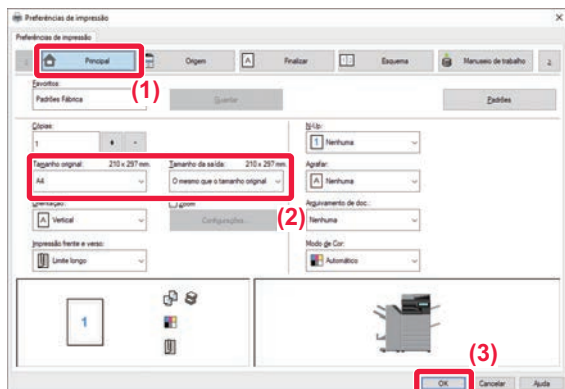 Preferências de impressão
Preferências de impressão
Principal Origem Finalizar Esquema Manuseio de trabalho
(1)
Favoritos:
Padrões Fábrica Guardar Padrões
Cópias: N-Up:
1 + - 1 Nenhuma
Tamanho original: 210 x 297 mm. Tamanho da saída: 210 x 297 mm. Agrafar:
A4 O mesmo que o tamanho original A Nenhuma
(2)
Orientação: Zoom Arquivamento de doc.:
A Vertical Configurações... Nenhuma
Impressão frente e verso: Modo de Cor:
Limite longo Automático
1
(3)
OK Cancelar Ajuda